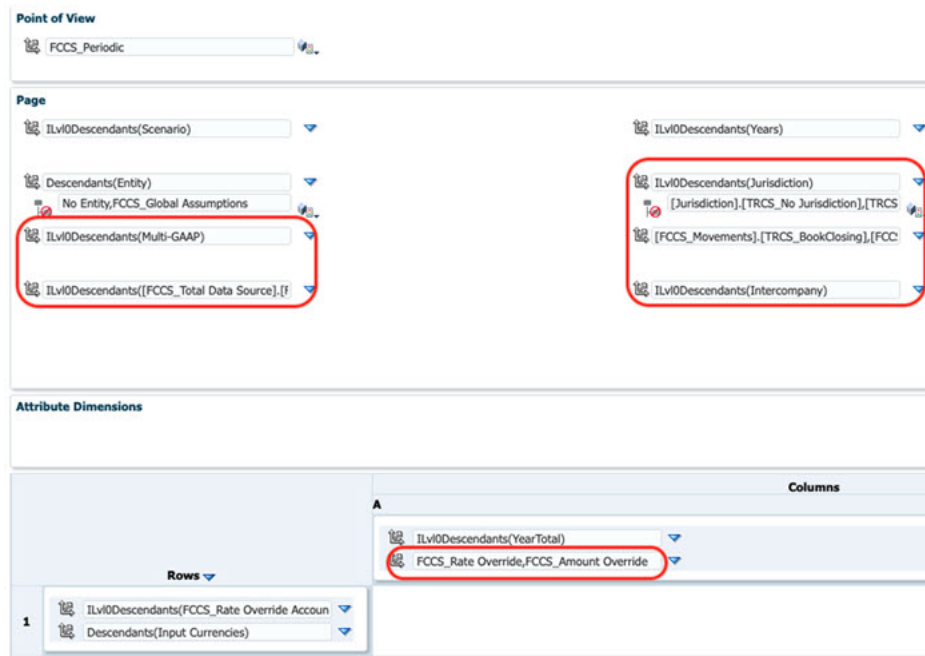 Point of View
FCCS_Periodic
Page
ILvl0Descendants(Scenario)
ILvl0Descendants(Years)
Descendants(Entity)
ILvl0Descendants(Jurisdiction)
No Entity,FCCS_Global Assumptions
[Jurisdiction].[TRCS_No Jurisdiction],[TRCS
ILvl0Descendants(Multi-GAAP)
[FCCS_Movements].[TRCS_BookClosing],[FCC
ILvl0Descendants([FCCS_Total Data Source].[F
ILvl0Descendants(Intercompany)
Attribute Dimensions
Columns
A
ILvl0Descendants(YearTotal)
FCCS_Rate Override,FCCS_Amount Override
Rows
1
ILvl0Descendants(FCCS_Rate Override Accoun
Descendants(Input Currencies)